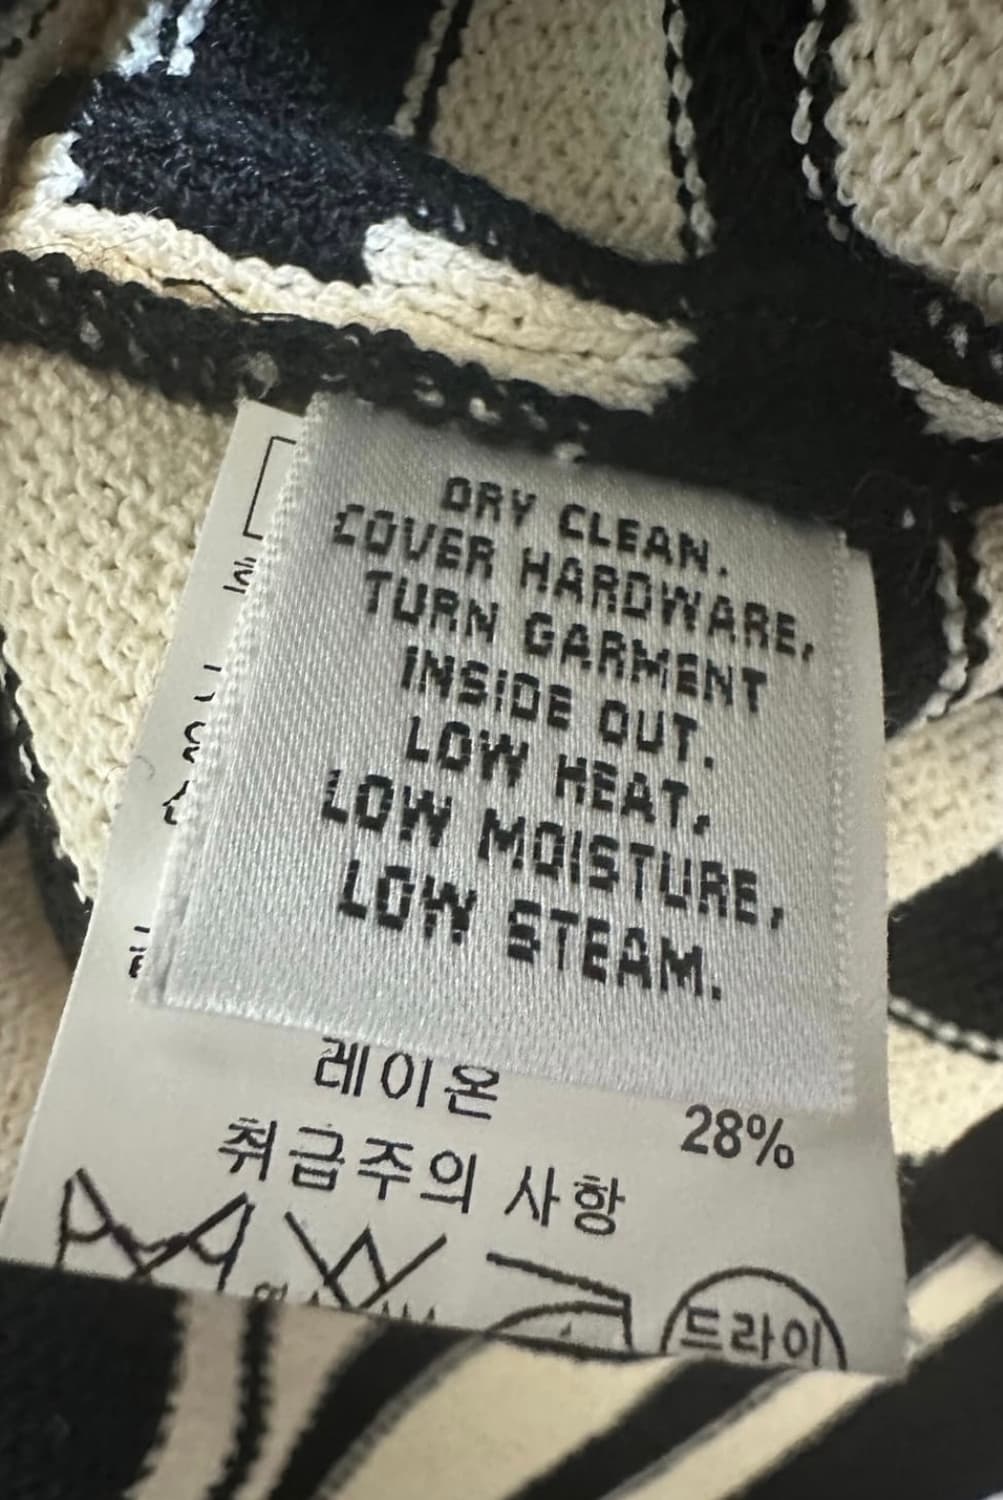 DRY CLEAN.
COVER HARDWARE,
TURN GARMENT
INSIDE OUT.
LOW HEAT,
LOW MOISTURE,
LOW STEAM.
레이온 28%
취급주의 사항
드라이